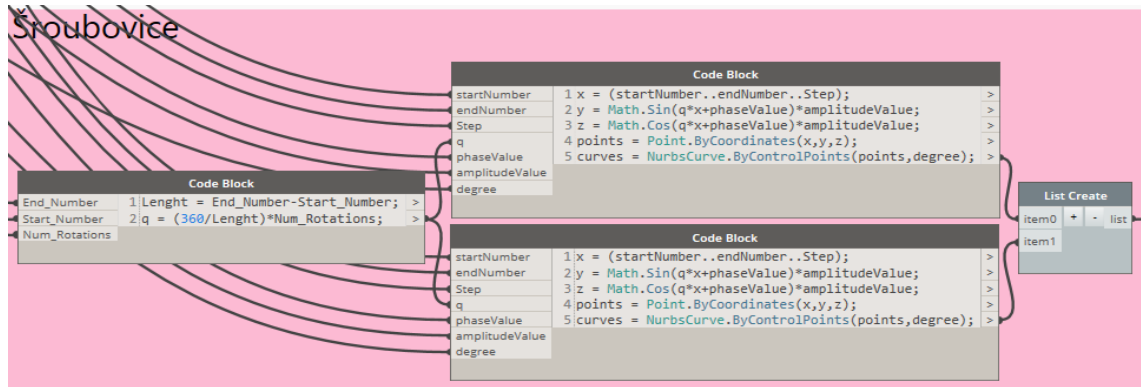 Šroubovice
Code Block
startNumber
endNumber
Step
q
phaseValue
amplitudeValue
degree
1 x = (startNumber..endNumber..Step); >
2 y = Math.Sin(q*x+phaseValue)*amplitudeValue; >
3 z = Math.Cos(q*x+phaseValue)*amplitudeValue; >
4 points = Point.ByCoordinates(x,y,z); >
5 curves = NurbsCurve.ByControlPoints(points,degree); >
Code Block
End_Number
Start_Number
Num_Rotations
1 Lenght = End_Number-Start_Number; >
2 q = (360/Lenght)*Num_Rotations; >
List Create
item0 + - list
item1
Code Block
startNumber
endNumber
Step
q
phaseValue
amplitudeValue
degree
1 x = (startNumber..endNumber..Step); >
2 y = Math.Sin(q*x+phaseValue)*amplitudeValue; >
3 z = Math.Cos(q*x+phaseValue)*amplitudeValue; >
4 points = Point.ByCoordinates(x,y,z); >
5 curves = NurbsCurve.ByControlPoints(points,degree); >